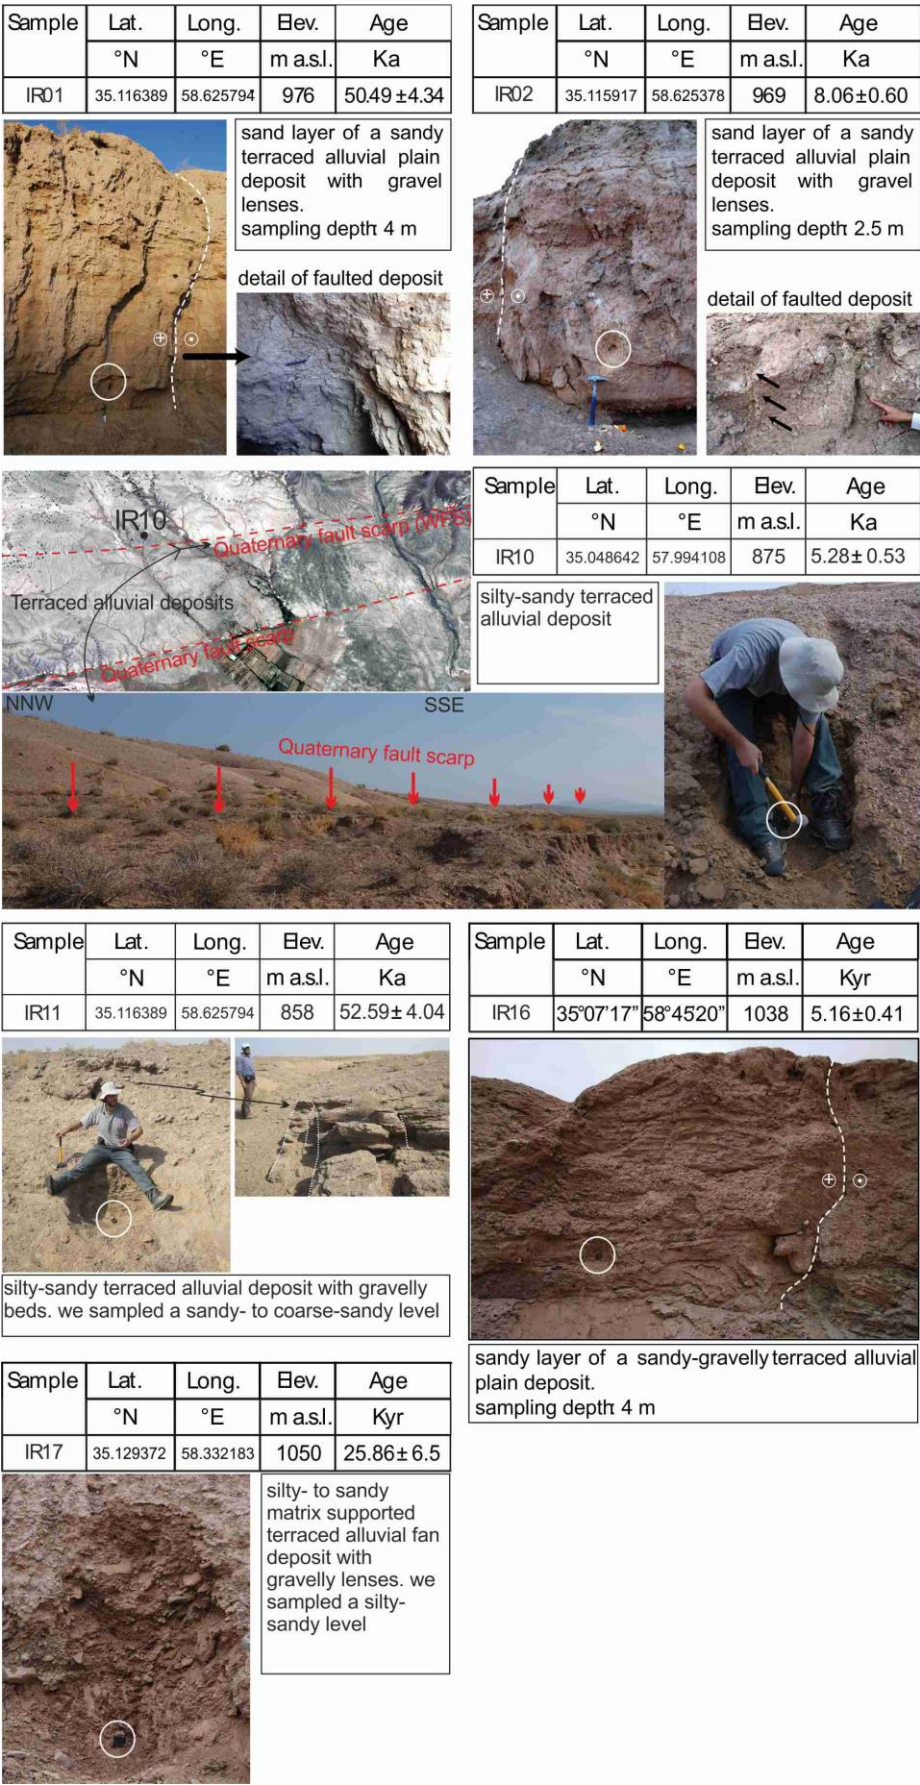 Sample Lat. Long. Elev. Age
°N °E m a.s.l. Ka
IR01 35.116389 58.625794 976 50.49±4.34
sand layer of a sandy
terraced alluvial plain
deposit with gravel
lenses.
sampling depth: 4 m
detail of faulted deposit
Sample Lat. Long. Elev. Age
°N °E m a.s.l. Ka
IR02 35.115917 58.625378 969 8.06±0.60
sand layer of a sandy
terraced alluvial plain
deposit with gravel
lenses.
sampling depth: 2.5 m
detail of faulted deposit
IR10
Quaternary fault scarp (WFS)
Terraced alluvial deposits
Quaternary fault scarp
Sample Lat. Long. Elev. Age
°N °E m a.s.l. Ka
IR10 35.048642 57.994108 875 5.28±0.53
silty-sandy terraced
alluvial deposit
NNW SSE
Quaternary fault scarp
Sample Lat. Long. Elev. Age
°N °E m a.s.l. Ka
IR11 35.116389 58.625794 858 52.59±4.04
silty-sandy terraced alluvial deposit with gravelly
beds. we sampled a sandy- to coarse-sandy level
Sample Lat. Long. Elev. Age
°N °E m a.s.l. Kyr
IR16 35°07'17" 58°45'20" 1038 5.16±0.41
sandy layer of a sandy-gravelly terraced alluvial
plain deposit.
sampling depth: 4 m
Sample Lat. Long. Elev. Age
°N °E m a.s.l. Kyr
IR17 35.129372 58.332183 1050 25.86±6.5
silty- to sandy
matrix supported
terraced alluvial fan
deposit with
gravelly lenses. we
sampled a silty-
sandy level